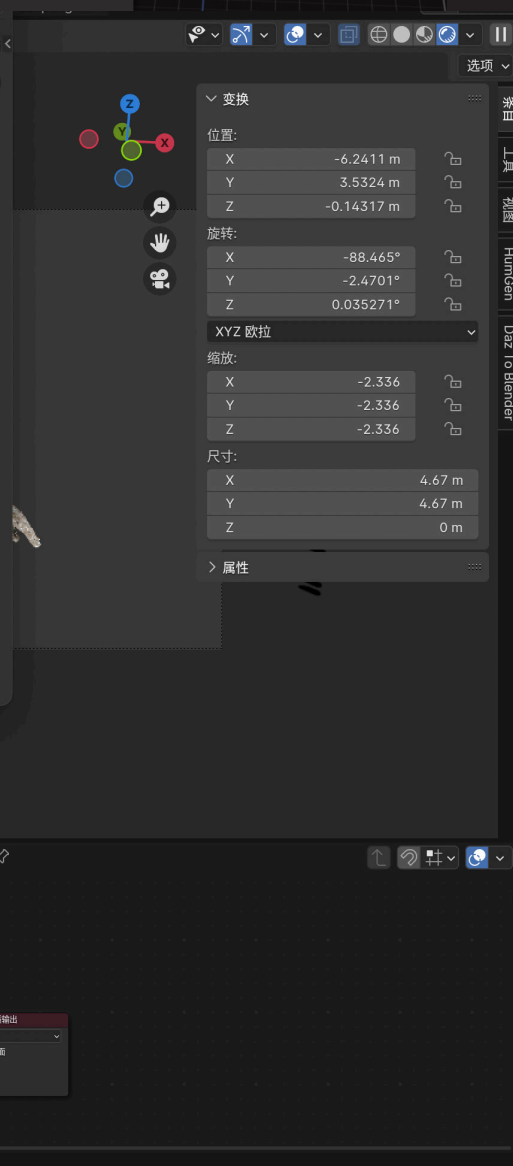 选项
Z
Y
X
变换
位置:
X -6.2411 m
Y 3.5324 m
Z -0.14317 m
旋转:
X -88.465°
Y -2.4701°
Z 0.035271°
XYZ 欧拉
缩放:
X -2.336
Y -2.336
Z -2.336
尺寸:
X 4.67 m
Y 4.67 m
Z 0 m
属性
条目
工具
视图
HumGen
Daz To Blender
输出
面